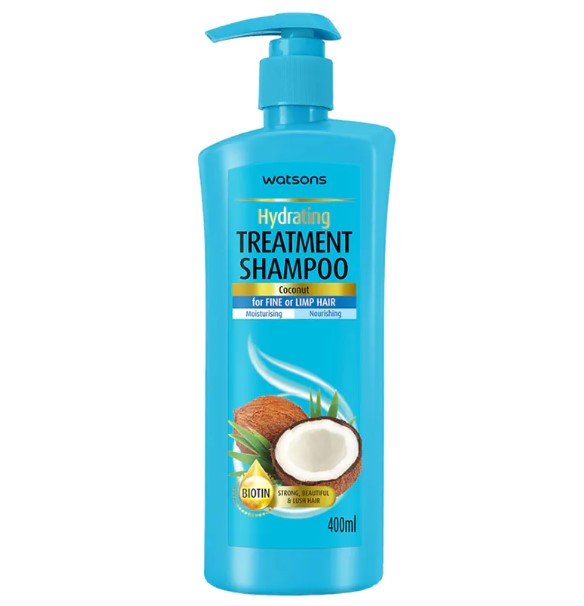 watsons
Hydrating
TREATMENT
SHAMPOO
Coconut
for FINE or LIMP HAIR
Moisturising Nourishing
BIOTIN
STRONG, BEAUTIFUL
& LUSH HAIR
400ml